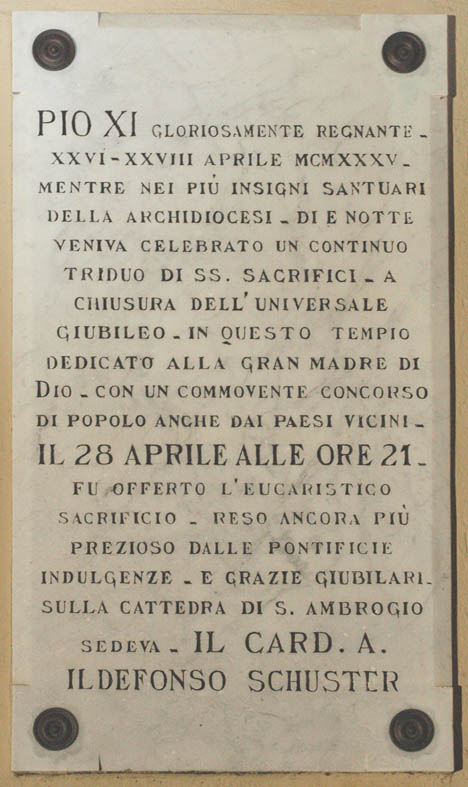 PIO XI GLORIOSAMENTE REGNANTE-
XXVI-XXVIII APRILE MCMXXXV-
MENTRE NEI PIÙ INSIGNI SANTUARI
DELLA ARCHIDIOCESI - DI E NOTTE
VENIVA CELEBRATO UN CONTINUO
TRIDUO DI SS. SACRIFICI - A
CHIUSURA DELL'UNIVERSALE
GIUBILEO - IN QUESTO TEMPIO
DEDICATO ALLA GRAN MADRE DI
DIO - CON UN COMMOVENTE CONCORSO
DI POPOLO ANCHE DAI PAESI VICINI -
IL 28 APRILE ALLE ORE 21-
FU OFFERTO L'EUCARISTICO
SACRIFICIO - RESO ANCORA PIÙ
PREZIOSO DALLE PONTIFICIE
INDULGENZE - E GRAZIE GIUBILARI-
SULLA CATTEDRA DI S. AMBROGIO
SEDEVA - IL CARD. A.
ILDEFONSO SCHUSTER